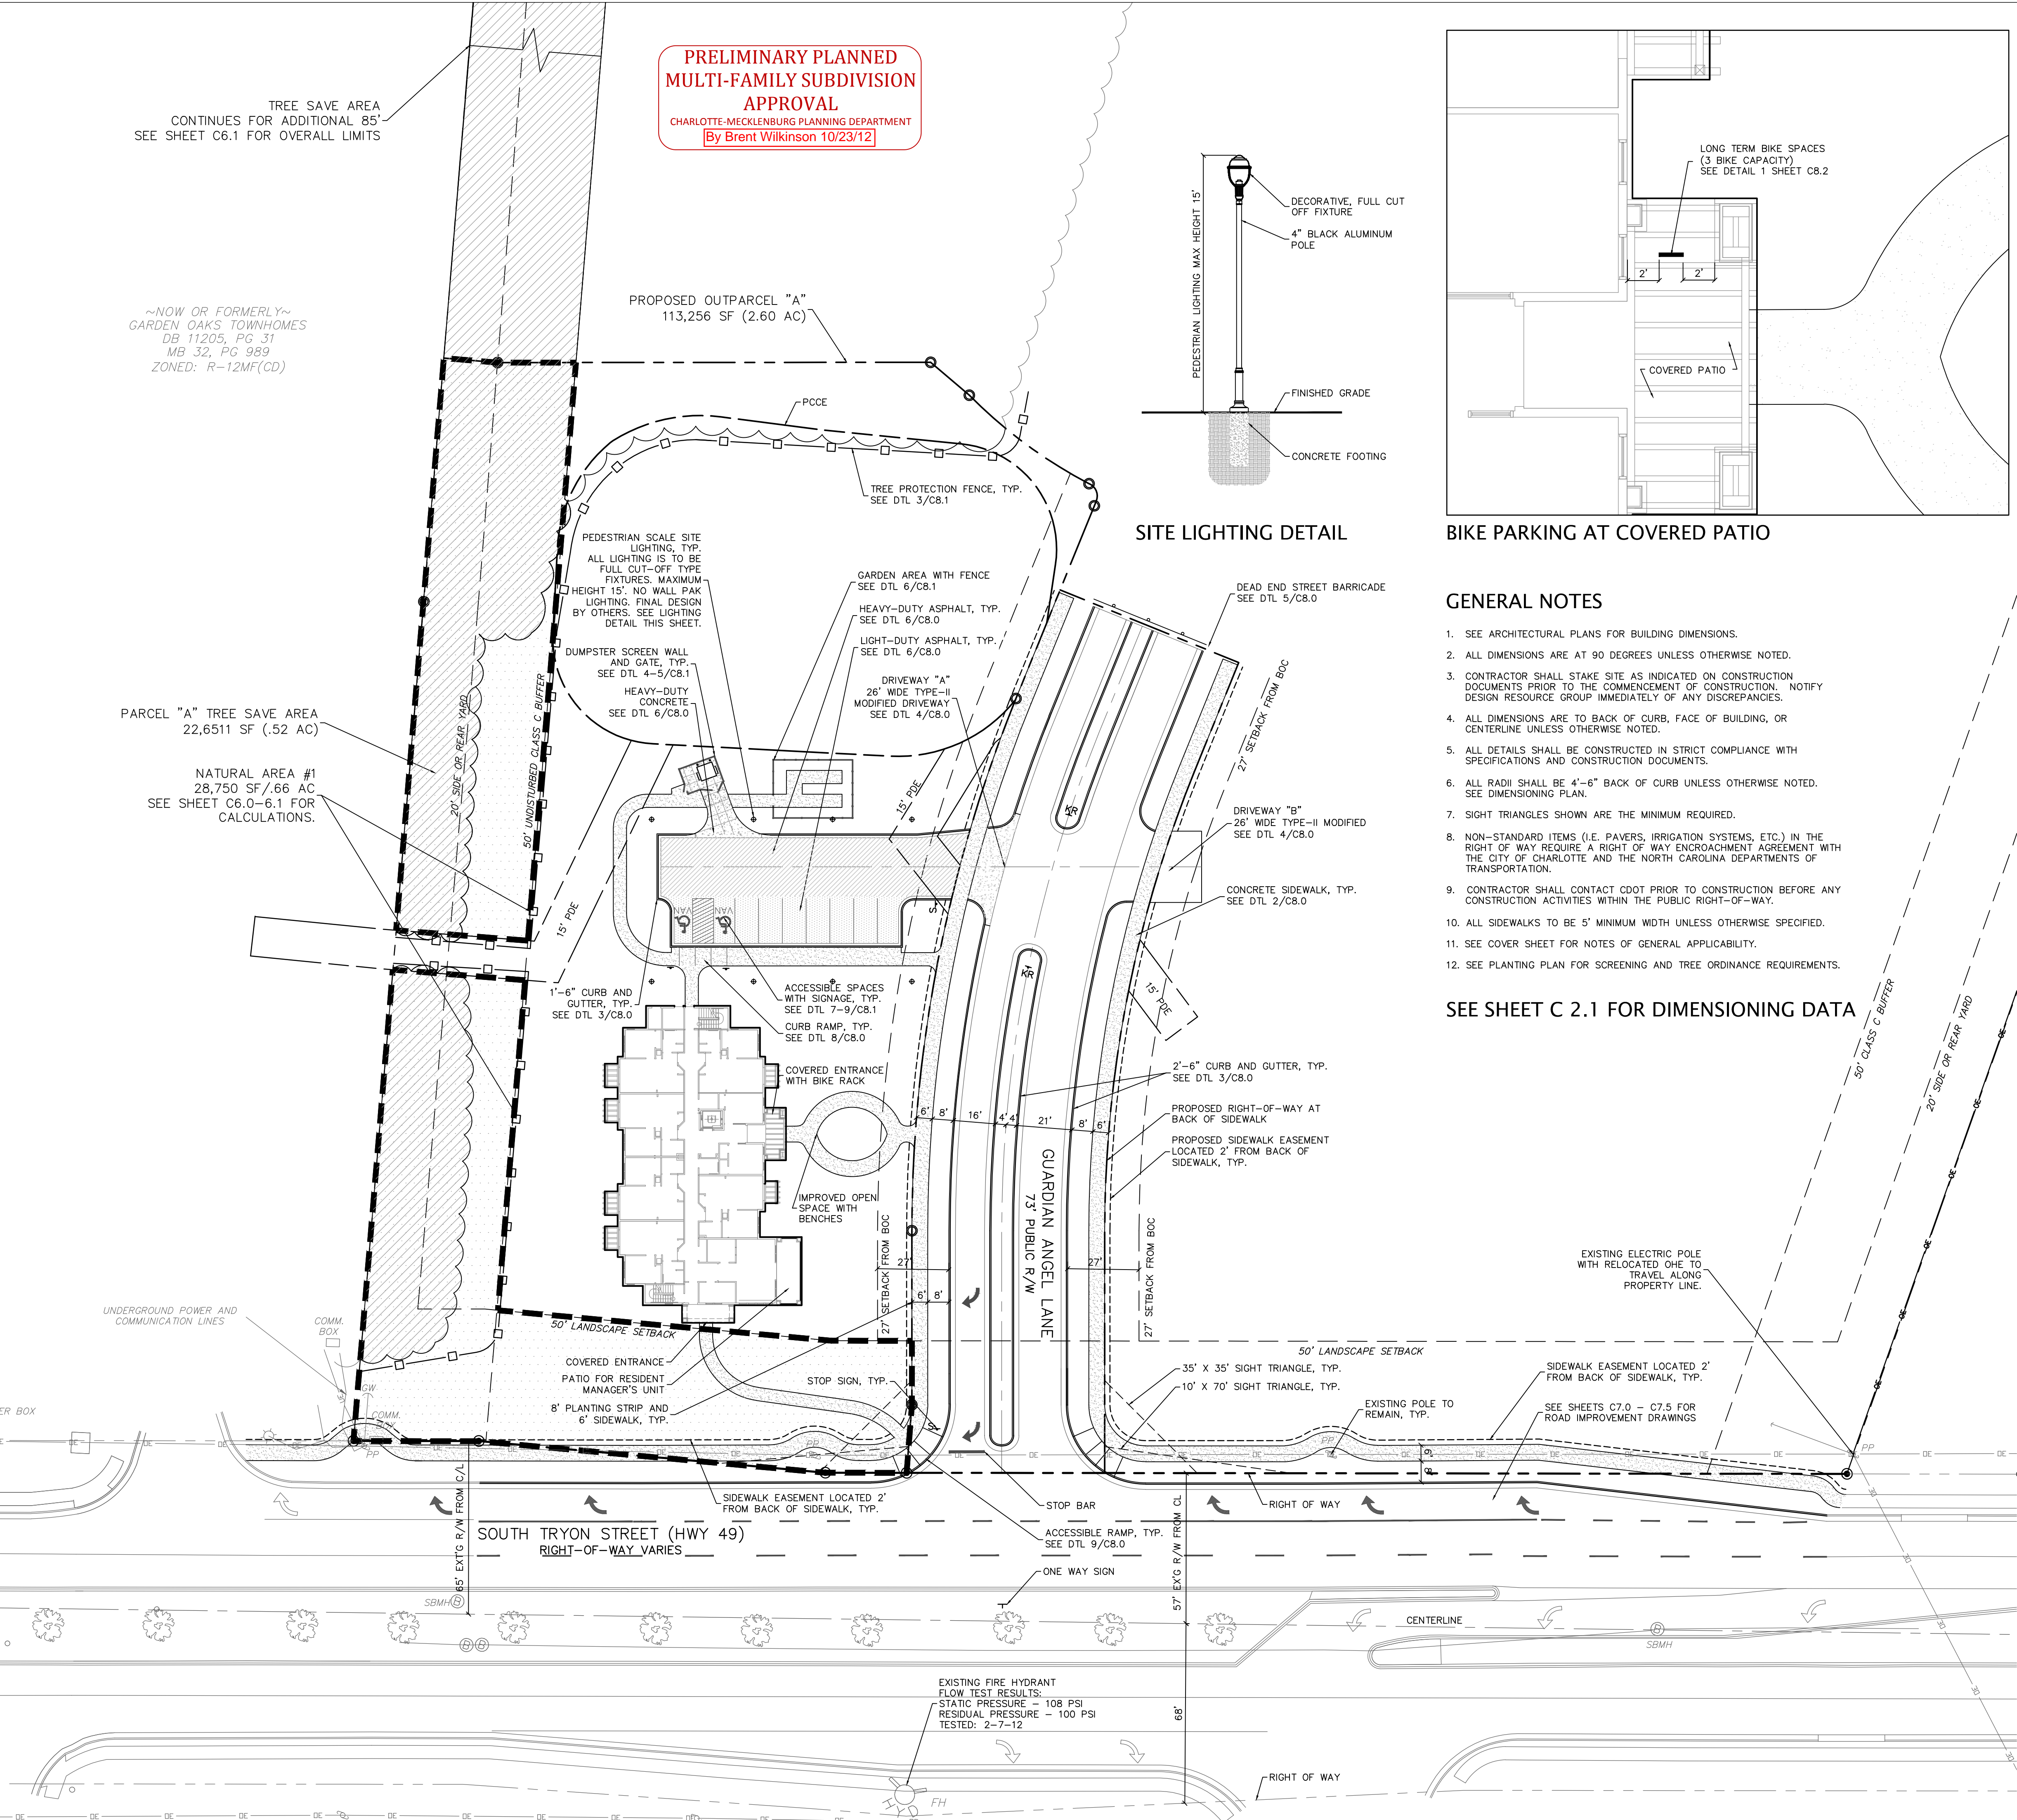 PRELIMINARY PLANNED
MULTI-FAMILY SUBDIVISION
APPROVAL
CHARLOTTE-MECKLENBURG PLANNING DEPARTMENT
By Brent Wilkinson 10/23/12
TREE SAVE AREA
CONTINUES FOR ADDITIONAL 85'
SEE SHEET C6.1 FOR OVERALL LIMITS
~NOW OR FORMERLY~
GARDEN OAKS TOWNHOMES
DB 11205, PG 31
MB 32, PG 989
ZONED: R-12MF(CD)
PROPOSED OUTPARCEL "A"
113,256 SF (2.60 AC)
PCCE
TREE PROTECTION FENCE, TYP.
SEE DTL 3/C8.1
PEDESTRIAN LIGHTING MAX HEIGHT 15'
DECORATIVE, FULL CUT
OFF FIXTURE
4" BLACK ALUMINUM
POLE
FINISHED GRADE
CONCRETE FOOTING
SITE LIGHTING DETAIL
LONG TERM BIKE SPACES
(3 BIKE CAPACITY)
SEE DETAIL 1 SHEET C8.2
2'
2'
COVERED PATIO
BIKE PARKING AT COVERED PATIO
GENERAL NOTES
1. SEE ARCHITECTURAL PLANS FOR BUILDING DIMENSIONS.
2. ALL DIMENSIONS ARE AT 90 DEGREES UNLESS OTHERWISE NOTED.
3. CONTRACTOR SHALL STAKE SITE AS INDICATED ON CONSTRUCTION
DOCUMENTS PRIOR TO THE COMMENCEMENT OF CONSTRUCTION. NOTIFY
DESIGN RESOURCE GROUP IMMEDIATELY OF ANY DISCREPANCIES.
4. ALL DIMENSIONS ARE TO BACK OF CURB, FACE OF BUILDING, OR
CENTERLINE UNLESS OTHERWISE NOTED.
5. ALL DETAILS SHALL BE CONSTRUCTED IN STRICT COMPLIANCE WITH
SPECIFICATIONS AND CONSTRUCTION DOCUMENTS.
6. ALL RADII SHALL BE 4'-6" BACK OF CURB UNLESS OTHERWISE NOTED.
SEE DIMENSIONING PLAN.
7. SIGHT TRIANGLES SHOWN ARE THE MINIMUM REQUIRED.
8. NON-STANDARD ITEMS (I.E. PAVERS, IRRIGATION SYSTEMS, ETC.) IN THE
RIGHT OF WAY REQUIRE A RIGHT OF WAY ENCROACHMENT AGREEMENT WITH
THE CITY OF CHARLOTTE AND THE NORTH CAROLINA DEPARTMENTS OF
TRANSPORTATION.
9. CONTRACTOR SHALL CONTACT CDOT PRIOR TO CONSTRUCTION BEFORE ANY
CONSTRUCTION ACTIVITIES WITHIN THE PUBLIC RIGHT-OF-WAY.
10. ALL SIDEWALKS TO BE 5' MINIMUM WIDTH UNLESS OTHERWISE SPECIFIED.
11. SEE COVER SHEET FOR NOTES OF GENERAL APPLICABILITY.
12. SEE PLANTING PLAN FOR SCREENING AND TREE ORDINANCE REQUIREMENTS.
SEE SHEET C 2.1 FOR DIMENSIONING DATA
PEDESTRIAN SCALE SITE
LIGHTING, TYP.
ALL LIGHTING IS TO BE
FULL CUT-OFF TYPE
FIXTURES. MAXIMUM
HEIGHT 15'. NO WALL PAK
LIGHTING. FINAL DESIGN
BY OTHERS. SEE LIGHTING
DETAIL THIS SHEET.
DUMPSTER SCREEN WALL
AND GATE, TYP.
SEE DTL 4-5/C8.1
HEAVY-DUTY
CONCRETE
SEE DTL 6/C8.0
GARDEN AREA WITH FENCE
SEE DTL 6/C8.1
HEAVY-DUTY ASPHALT, TYP.
SEE DTL 6/C8.0
LIGHT-DUTY ASPHALT, TYP.
SEE DTL 6/C8.0
DRIVEWAY "A"
26' WIDE TYPE-II
MODIFIED DRIVEWAY
SEE DTL 4/C8.0
DEAD END STREET BARRICADE
SEE DTL 5/C8.0
27' SETBACK FROM BOC
DRIVEWAY "B"
26' WIDE TYPE-II MODIFIED
SEE DTL 4/C8.0
CONCRETE SIDEWALK, TYP.
SEE DTL 2/C8.0
PARCEL "A" TREE SAVE AREA
22,6511 SF (.52 AC)
NATURAL AREA #1
28,750 SF/.66 AC
SEE SHEET C6.0-6.1 FOR
CALCULATIONS.
20' SIDE OR REAR YARD
50' UNDISTURBED CLASS C BUFFER
15' PDE
15' PDE
15' PDE
KR
KR
VAN
VAN
S.
1'-6" CURB AND
GUTTER, TYP.
SEE DTL 3/C8.0
ACCESSIBLE SPACES
WITH SIGNAGE, TYP.
SEE DTL 7-9/C8.1
CURB RAMP, TYP.
SEE DTL 8/C8.0
COVERED ENTRANCE
WITH BIKE RACK
IMPROVED OPEN
SPACE WITH
BENCHES
6'
8'
16'
4'
4'
21'
8'
6'
2'-6" CURB AND GUTTER, TYP.
SEE DTL 3/C8.0
PROPOSED RIGHT-OF-WAY AT
BACK OF SIDEWALK
PROPOSED SIDEWALK EASEMENT
LOCATED 2' FROM BACK OF
SIDEWALK, TYP.
GUARDIAN ANGEL LANE
73' PUBLIC R/W
27' SETBACK FROM BOC
27'
27'
27' SETBACK FROM BOC
6'
8'
50' CLASS C BUFFER
20' SIDE OR REAR YARD
EXISTING ELECTRIC POLE
WITH RELOCATED OHE TO
TRAVEL ALONG
PROPERTY LINE.
UNDERGROUND POWER AND
COMMUNICATION LINES
COMM.
BOX
GW
COMM.
BOX
PP
ER BOX
50' LANDSCAPE SETBACK
50' LANDSCAPE SETBACK
COVERED ENTRANCE
PATIO FOR RESIDENT
MANAGER'S UNIT
8' PLANTING STRIP AND
6' SIDEWALK, TYP.
STOP SIGN, TYP.
35' X 35' SIGHT TRIANGLE, TYP.
10' X 70' SIGHT TRIANGLE, TYP.
EXISTING POLE TO
REMAIN, TYP.
SIDEWALK EASEMENT LOCATED 2'
FROM BACK OF SIDEWALK, TYP.
SEE SHEETS C7.0 - C7.5 FOR
ROAD IMPROVEMENT DRAWINGS
PP
PP
PP
6'
8'
65' EXT'G R/W FROM C/L
SIDEWALK EASEMENT LOCATED 2'
FROM BACK OF SIDEWALK, TYP.
SOUTH TRYON STREET (HWY 49)
RIGHT-OF-WAY VARIES
STOP BAR
ACCESSIBLE RAMP, TYP.
SEE DTL 9/C8.0
ONE WAY SIGN
57' EX'G R/W FROM CL
RIGHT OF WAY
CENTERLINE
SBMH
SBMH
68'
EXISTING FIRE HYDRANT
FLOW TEST RESULTS:
STATIC PRESSURE - 108 PSI
RESIDUAL PRESSURE - 100 PSI
TESTED: 2-7-12
FH
HYD
RIGHT OF WAY